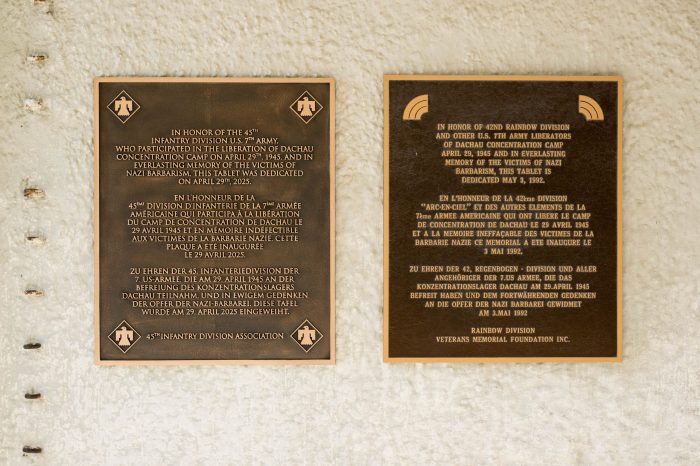 IN HONOR OF THE 45TH
INFANTRY DIVISION U.S. 7TH ARMY,
WHO PARTICIPATED IN THE LIBERATION OF DACHAU
CONCENTRATION CAMP ON APRIL 29TH, 1945, AND IN
EVERLASTING MEMORY OF THE VICTIMS OF
NAZI BARBARISM, THIS TABLET WAS DEDICATED
ON APRIL 29TH, 2025.
EN L'HONNEUR DE LA
45ÈME DIVISION D'INFANTERIE DE LA 7ÈME ARMÉE
AMÉRICAINE QUI PARTICIPA À LA LIBÉRATION
DU CAMP DE CONCENTRATION DE DACHAU LE
29 AVRIL 1945 ET EN MÉMOIRE INDÉFECTIBLE
AUX VICTIMES DE LA BARBARIE NAZIE. CETTE
PLAQUE A ÉTÉ INAUGURÉE
LE 29 AVRIL 2025.
ZU EHREN DER 45. INFANTERIEDIVISION DER
7. US-ARMEE, DIE AM 29. APRIL 1945 AN DER
BEFREIUNG DES KONZENTRATIONSLAGERS
DACHAU TEILNAHM, UND IN EWIGEM GEDENKEN
DER OPFER DER NAZI-BARBAREI. DIESE TAFEL
WURDE AM 29. APRIL 2025 EINGEWEIHT.
45TH INFANTRY DIVISION ASSOCIATION
IN HONOR OF 42ND RAINBOW DIVISION
AND OTHER U.S. 7TH ARMY LIBERATORS
OF DACHAU CONCENTRATION CAMP
APRIL 29, 1945 AND IN EVERLASTING
MEMORY OF THE VICTIMS OF NAZI
BARBARISM, THIS TABLET IS
DEDICATED MAY 3, 1992.
EN L'HONNEUR DE LA 42ème DIVISION
"ARC-EN-CIEL" ET DES AUTRES ELEMENTS DE LA
7ème ARMEE AMERICAINE QUI ONT LIBERE LE CAMP
DE CONCENTRATION DE DACHAU LE 29 AVRIL 1945
ET A LA MEMOIRE INEFFAÇABLE DES VICTIMES DE LA
BARBARIE NAZIE CE MEMORIAL A ÉTE INAUGURE LE
3 MAI 1992.
ZU EHREN DER 42, REGENBOGEN - DIVISION UND ALLER
ANGEHÖRIGER DER 7.US ARMEE, DIE DAS
KONZENTRATIONSLAGER DACHAU AM 29.APRIL 1945
BEFREIT HABEN UND DEM FORTWÄHRENDEN GEDENKEN
AN DIE OPFER DER NAZI BARBAREI GEWIDMET
AM 3.MAI 1992
RAINBOW DIVISION
VETERANS MEMORIAL FOUNDATION INC.